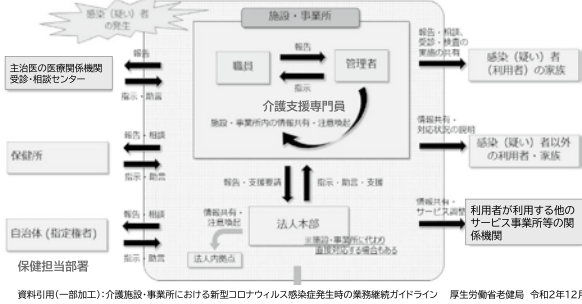 感染（疑い）者
の発生
施設・事業所
報告
職員
管理者
指示
介護支援専門員
施設・事業所内の情報共有・注意喚起
報告
主治医の医療関係機関
受診・相談センター
指示・助言
報告・相談
保健所
指示・助言
報告・相談
自治体（指定権者）
指示・助言
保健担当部署
報告・相談、
受診・検査の
実施の共有
感染（疑い）者
（利用者）の家族
情報共有・
対応状況の説明
感染（疑い）者以外
の利用者・家族
報告・支援要請
指示・助言・支援
情報共有・
注意喚起
法人本部
※施設・事業所に代わり
直接対応する場合もある
法人内拠点
情報共有・
サービス調整
利用者が利用する他の
サービス事業所等の関
係機関
資料引用(一部加工):介護施設・事業所における新型コロナウィルス感染症発生時の業務継続ガイドライン 厚生労働省老健局 令和2年12月